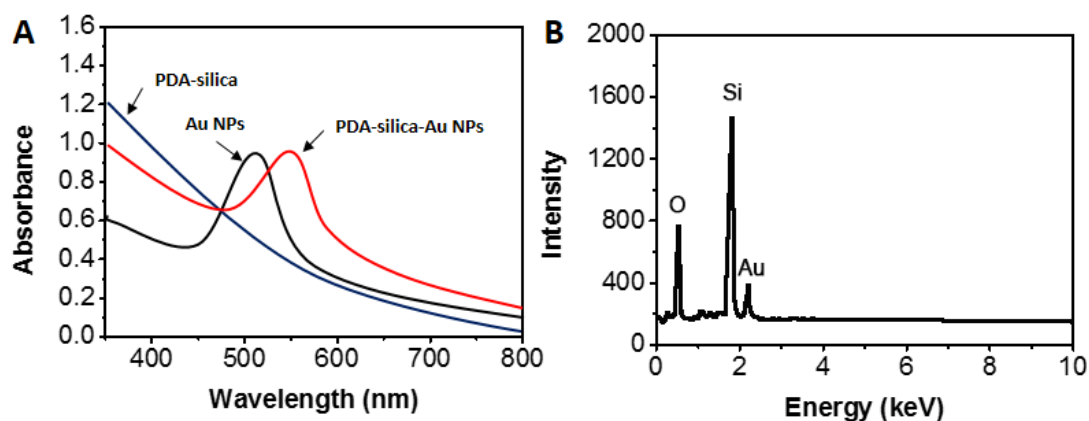 A
1.6
1.4
1.2
1.0
0.8
0.6
0.4
0.2
0.0
Absorbance
PDA-silica
Au NPs
PDA-silica-Au NPs
400 500 600 700 800
Wavelength (nm)
B
2000
1600
1200
800
400
0
Intensity
O
Si
Au
0 2 4 6 8 10
Energy (keV)